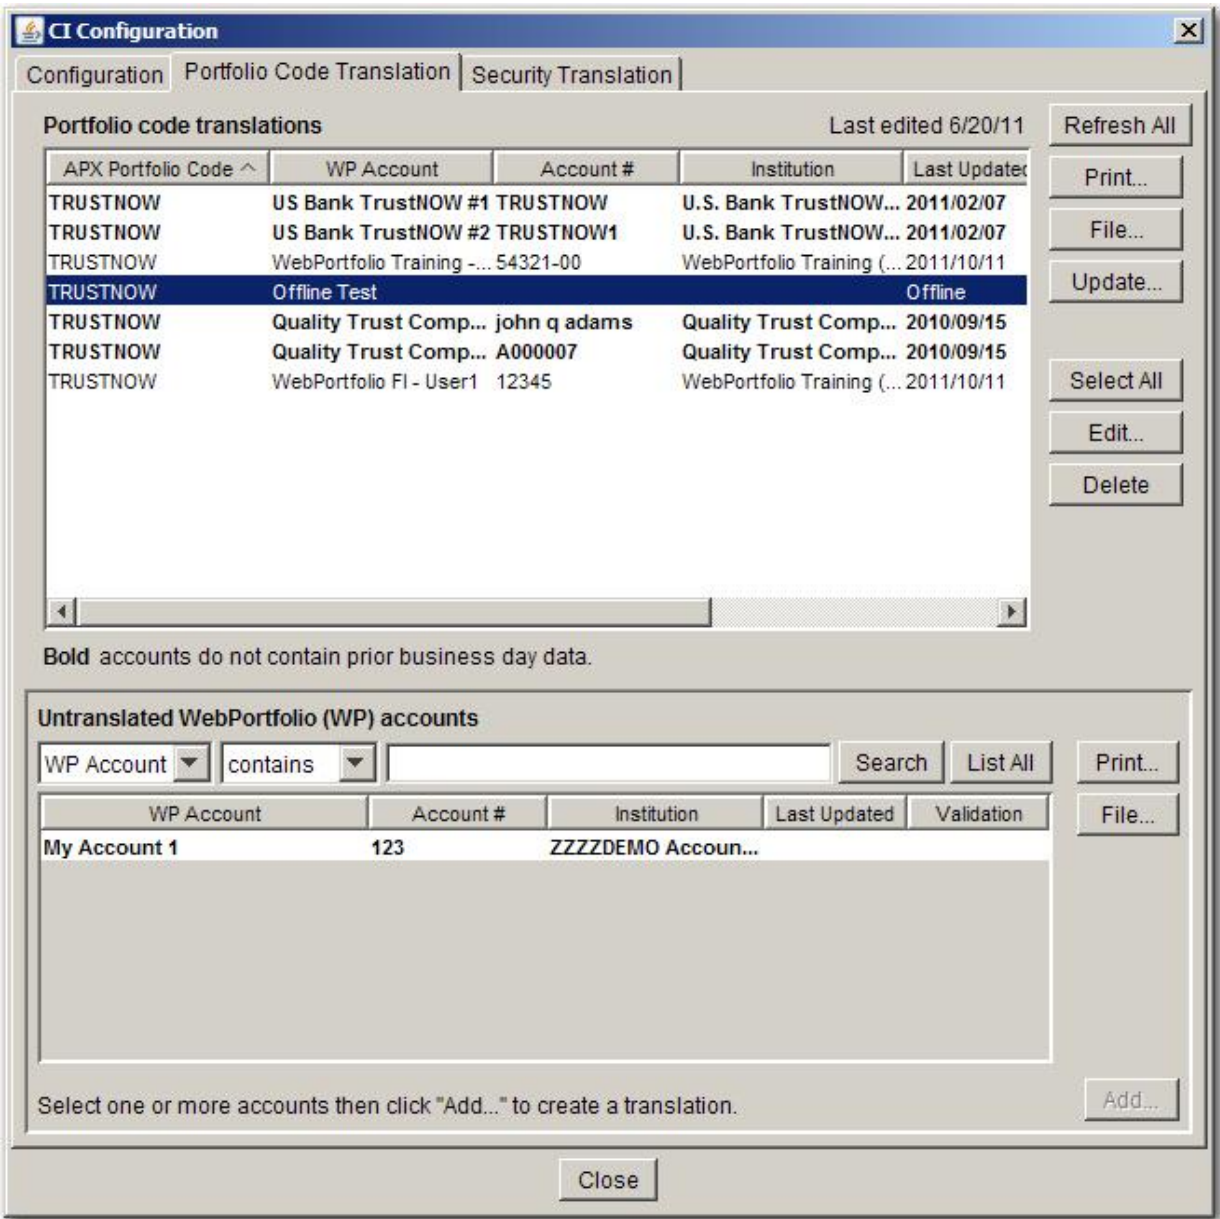 CI Configuration
Configuration Portfolio Code Translation Security Translation
Portfolio code translations Last edited 6/20/11 Refresh All
APX Portfolio Code WP Account Account # Institution Last Updated
Print...
TRUSTNOW US Bank TrustNOW #1 TRUSTNOW U.S. Bank TrustNOW... 2011/02/07
TRUSTNOW US Bank TrustNOW #2 TRUSTNOW1 U.S. Bank TrustNOW... 2011/02/07
File...
TRUSTNOW WebPortfolio Training -... 54321-00 WebPortfolio Training (... 2011/10/11
TRUSTNOW Offline Test Offline
Update...
TRUSTNOW Quality Trust Comp... john q adams Quality Trust Comp... 2010/09/15
TRUSTNOW Quality Trust Comp... A000007 Quality Trust Comp... 2010/09/15
TRUSTNOW WebPortfolio FI - User1 12345 WebPortfolio Training (... 2011/10/11
Select All
Edit...
Delete
Bold accounts do not contain prior business day data.
Untranslated WebPortfolio (WP) accounts
WP Account contains Search List All Print...
WP Account Account # Institution Last Updated Validation File...
My Account 1 123 ZZZZDEMO Accoun...
Select one or more accounts then click "Add..." to create a translation. Add...
Close